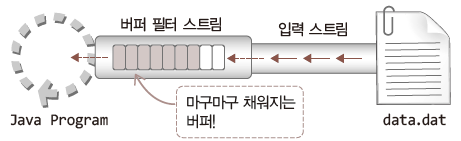 버퍼 필터 스트림
입력 스트림
마구마구 채워지는
버퍼!
Java Program
data.dat